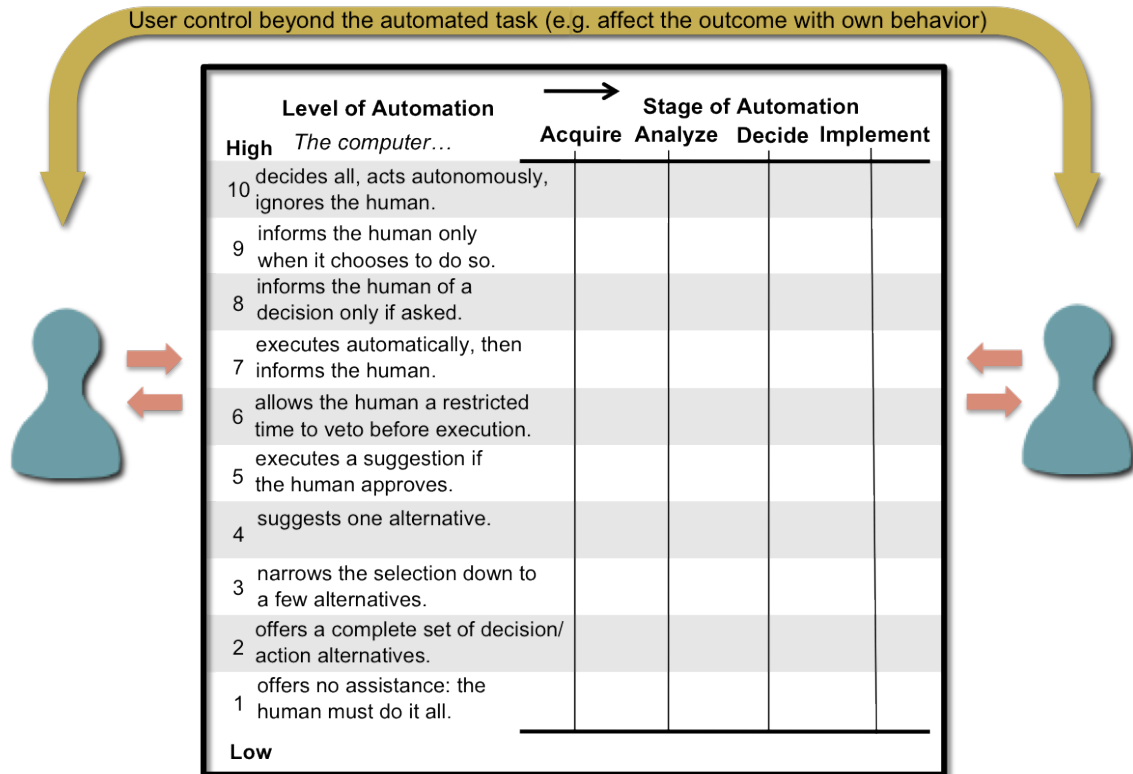 User control beyond the automated task (e.g. affect the outcome with own behavior)
Level of Automation
Stage of Automation
The computer…
Acquire Analyze Decide Implement
High
10 decides all, acts autonomously,
ignores the human.
9 informs the human only
when it chooses to do so.
8 informs the human of a
decision only if asked.
7 executes automatically, then
informs the human.
6 allows the human a restricted
time to veto before execution.
5 executes a suggestion if
the human approves.
4 suggests one alternative.
3 narrows the selection down to
a few alternatives.
2 offers a complete set of decision/
action alternatives.
1 offers no assistance: the
human must do it all.
Low